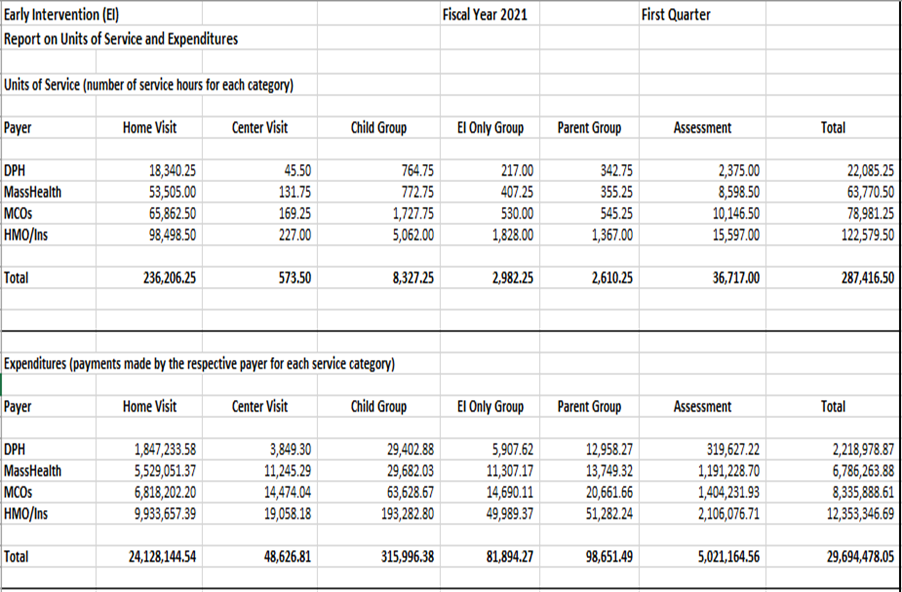 Early Intervention (EI) Fiscal Year 2021 First Quarter
Report on Units of Service and Expenditures
Units of Service (number of service hours for each category)
Payer Home Visit Center Visit Child Group EI Only Group Parent Group Assessment Total
DPH 18,340.25 45.50 764.75 217.00 342.75 2,375.00 22,085.25
MassHealth 53,505.00 131.75 772.75 407.25 355.25 8,598.50 63,770.50
MCOs 65,862.50 169.25 1,727.75 530.00 545.25 10,146.50 78,981.25
HMO/Ins 98,498.50 227.00 5,062.00 1,828.00 1,367.00 15,597.00 122,579.50
Total 236,206.25 573.50 8,327.25 2,982.25 2,610.25 36,717.00 287,416.50
Expenditures (payments made by the respective payer for each service category)
Payer Home Visit Center Visit Child Group EI Only Group Parent Group Assessment Total
DPH 1,847,233.58 3,849.30 29,402.88 5,907.62 12,958.27 319,627.22 2,218,978.87
MassHealth 5,529,051.37 11,245.29 29,682.03 11,307.17 13,749.32 1,191,228.70 6,786,263.88
MCOs 6,818,202.20 14,474.04 63,628.67 14,690.11 20,661.66 1,404,231.93 8,335,888.61
HMO/Ins 9,933,657.39 19,058.18 193,282.80 49,989.37 51,282.24 2,106,076.71 12,353,346.69
Total 24,128,144.54 48,626.81 315,996.38 81,894.27 98,651.49 5,021,164.56 29,694,478.05